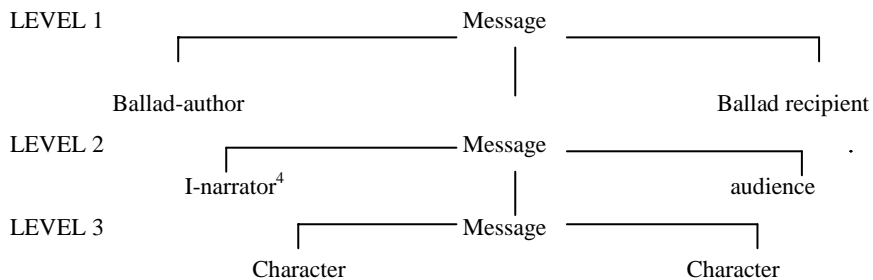 LEVEL 1 Message
Ballad-author Ballad recipient
LEVEL 2 Message .
I-narrator4 audience
LEVEL 3 Message
Character Character